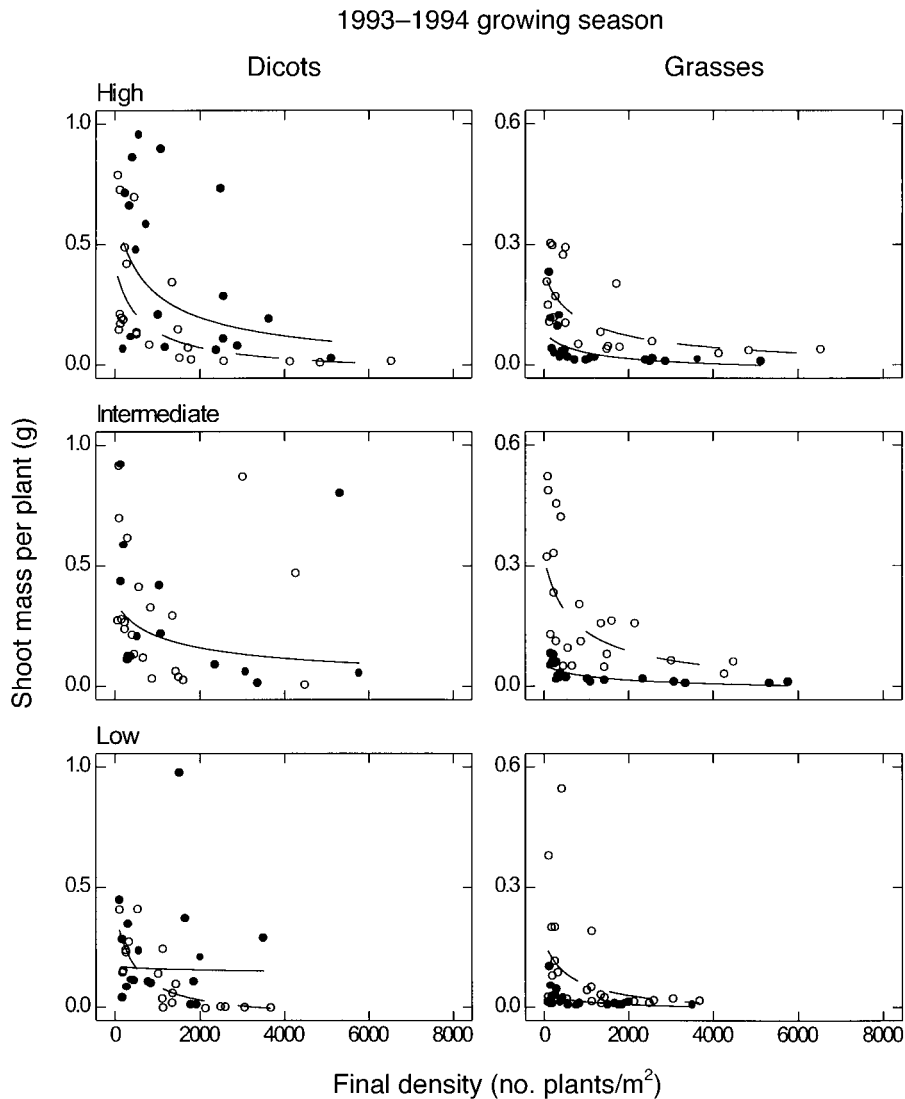 1993–1994 growing season
Dicots
Grasses
High
1.0
0.5
0.0
0.6
0.3
0.0
Intermediate
1.0
0.5
0.0
0.6
0.3
0.0
Low
1.0
0.5
0.0
0.6
0.3
0.0
0 2000 4000 6000 8000
0 2000 4000 6000 8000
Shoot mass per plant (g)
Final density (no. plants/m²)